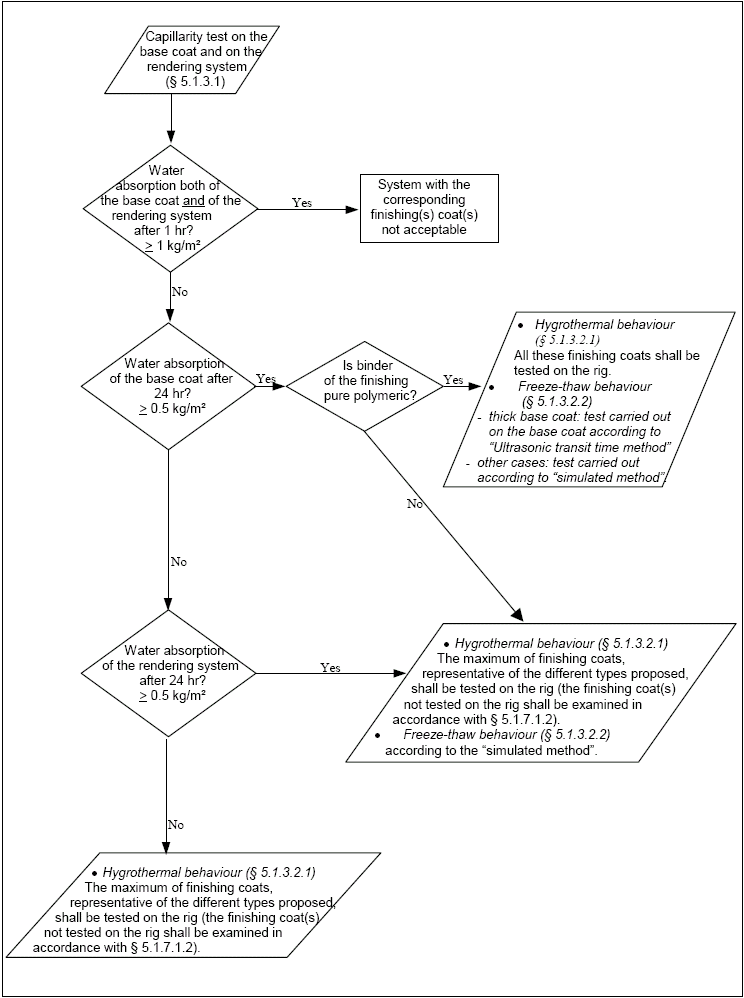 Capillarity test on the
base coat and on the
rendering system
(§ 5.1.3.1)
Water
absorption both of
the base coat and of the
rendering system
after 1 hr?
≥ 1 kg/m²
Yes
System with the
corresponding
finishing(s) coat(s)
not acceptable
No
Water absorption
of the base coat after
24 hr?
≥ 0.5 kg/m²
Yes
Is binder
of the finishing
pure polymeric?
Yes
• Hygrothermal behaviour
(§ 5.1.3.2.1)
All these finishing coats shall be
tested on the rig.
• Freeze-thaw behaviour
(§ 5.1.3.2.2)
- thick base coat: test carried out
on the base coat according to
“Ultrasonic transit time method”
- other cases: test carried out
according to “simulated method”.
No
No
Water absorption
of the rendering system
after 24 hr?
≥ 0.5 kg/m²
Yes
• Hygrothermal behaviour (§ 5.1.3.2.1)
The maximum of finishing coats,
representative of the different types proposed,
shall be tested on the rig (the finishing coat(s)
not tested on the rig shall be examined in
accordance with § 5.1.7.1.2).
• Freeze-thaw behaviour (§ 5.1.3.2.2)
according to the “simulated method”.
No
• Hygrothermal behaviour (§ 5.1.3.2.1)
The maximum of finishing coats,
representative of the different types proposed,
shall be tested on the rig (the finishing coat(s)
not tested on the rig shall be examined in
accordance with § 5.1.7.1.2).